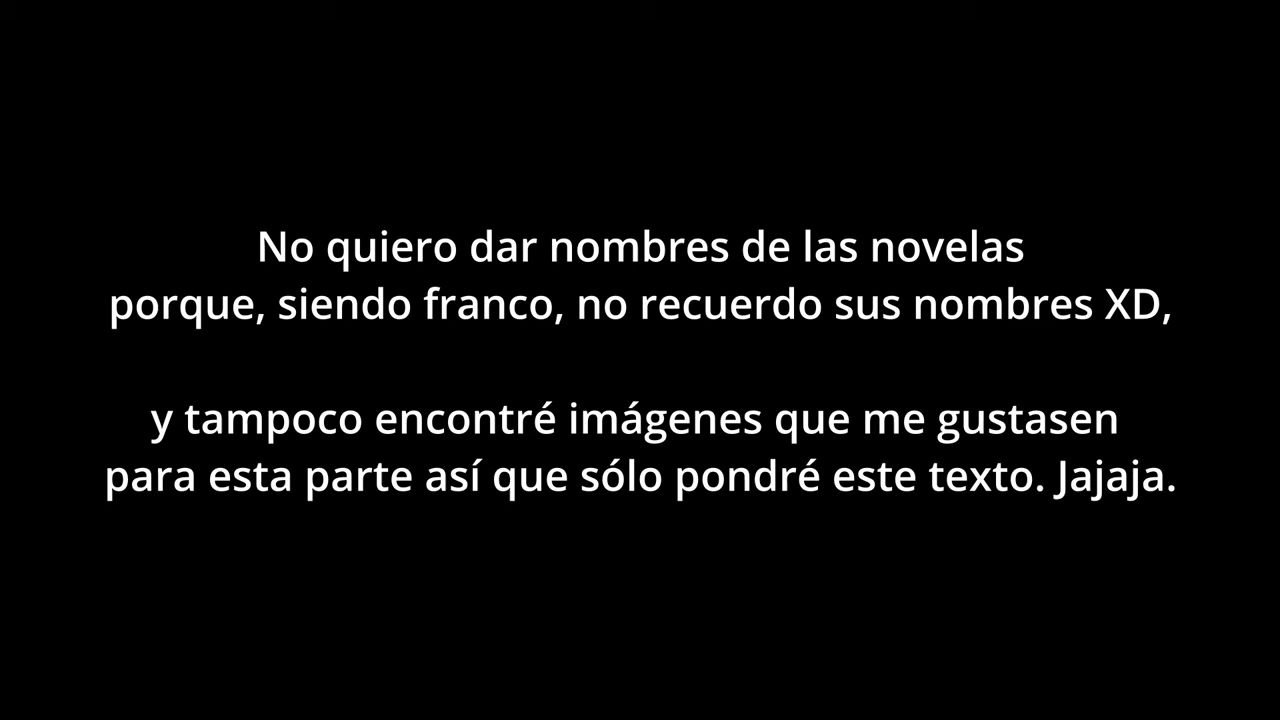 No quiero dar nombres de las novelas
porque, siendo franco, no recuerdo sus nombres XD,
y tampoco encontré imágenes que me gustasen
para esta parte así que sólo pondré este texto. Jajaja.